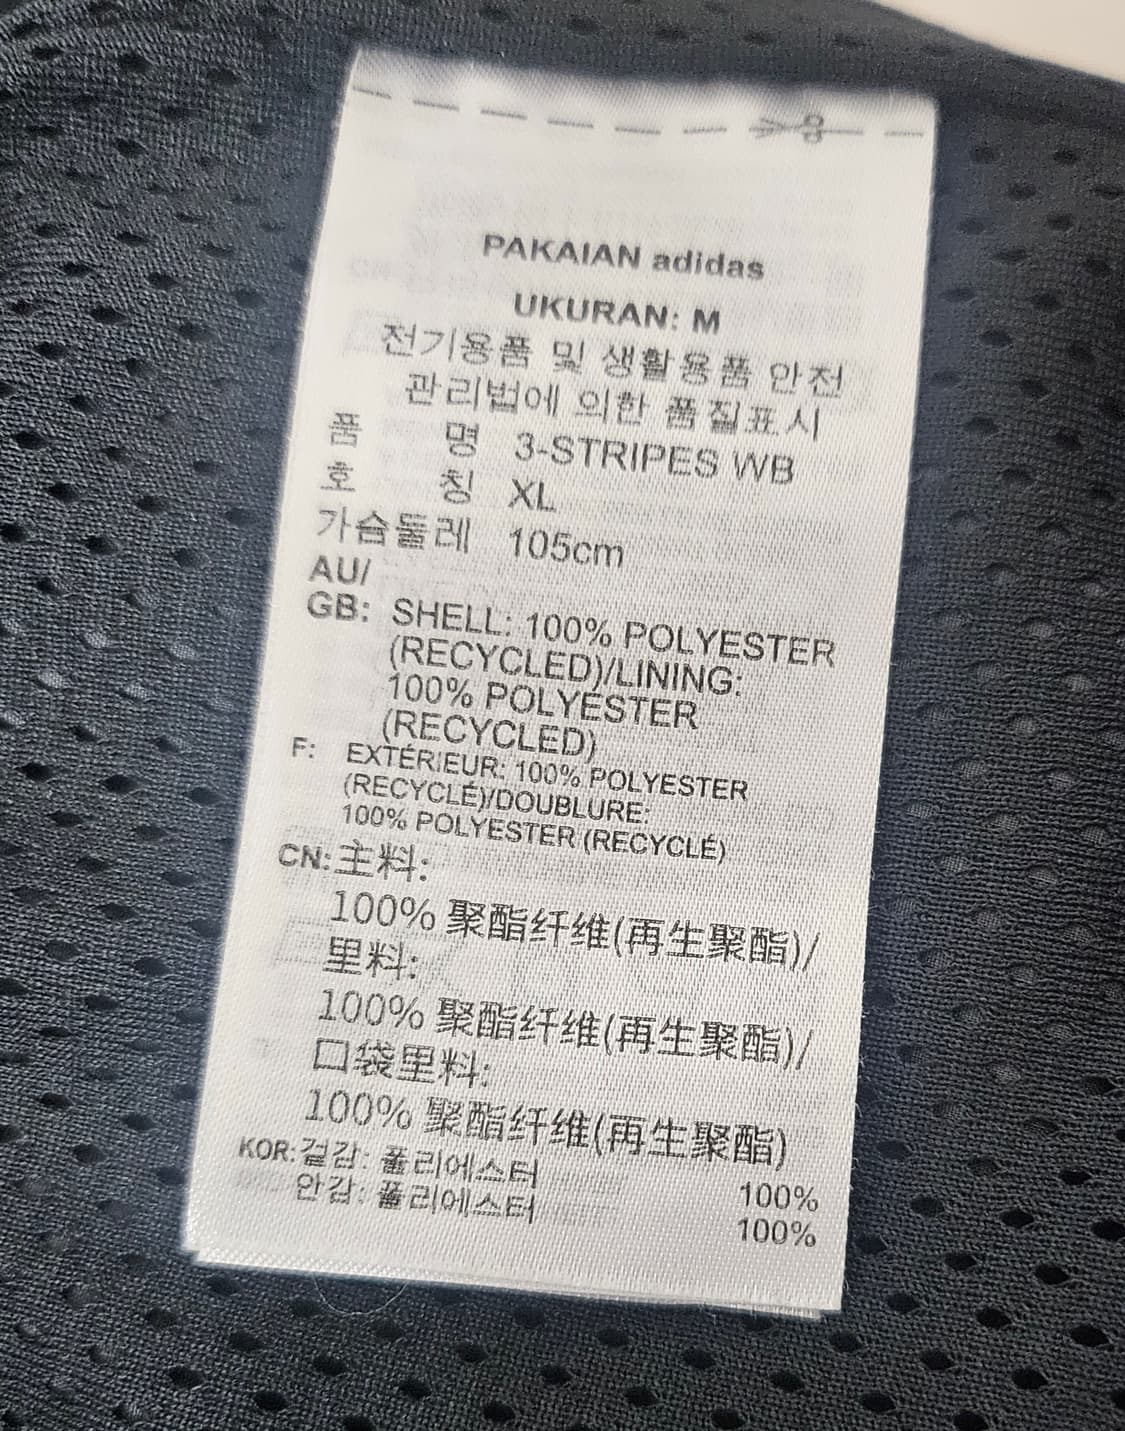 PAKAIAN adidas
UKURAN: M
전기용품 및 생활용품 안전
관리법에 의한 품질표시
품 명 3-STRIPES WB
호 칭 XL
가슴둘레 105cm
AU/
GB: SHELL: 100% POLYESTER
(RECYCLED)/LINING:
100% POLYESTER
(RECYCLED)
F: EXTÉRIEUR: 100% POLYESTER
(RECYCLÉ)/DOUBLURE:
100% POLYESTER (RECYCLÉ)
CN: 主料:
100% 聚酯纤维(再生聚酯)/
里料:
100% 聚酯纤维(再生聚酯)/
口袋里料:
100% 聚酯纤维(再生聚酯)
KOR: 겉감: 폴리에스터 100%
안감: 폴리에스터 100%